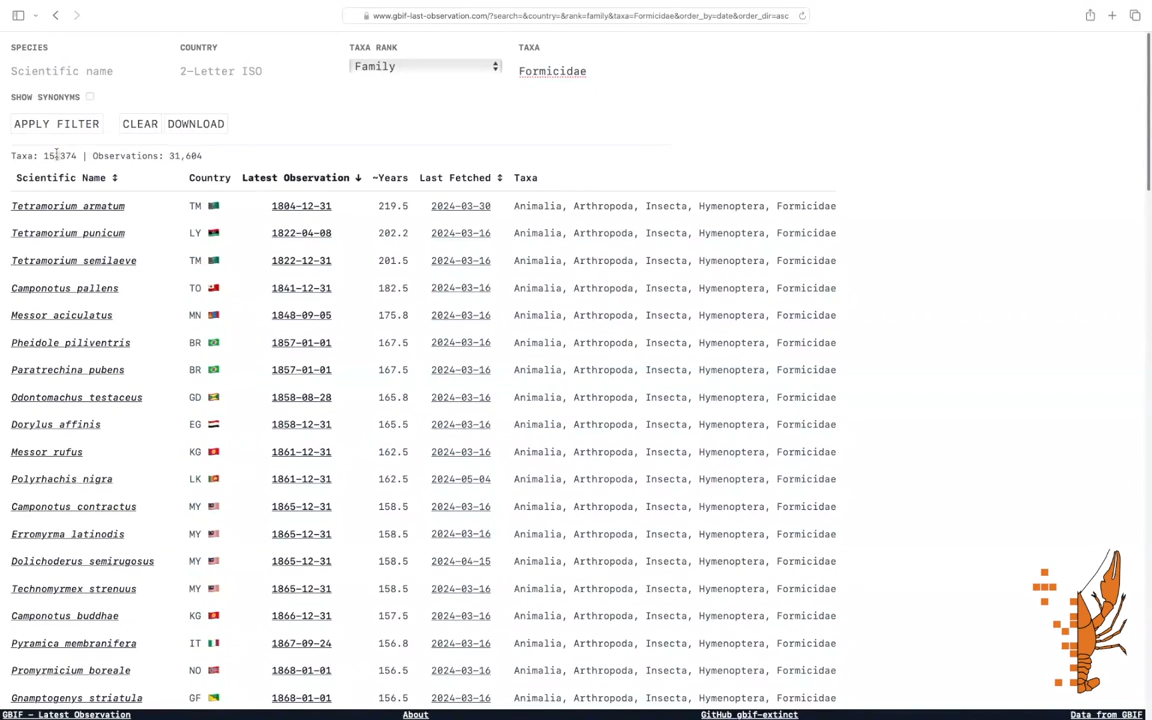 www.gbif-last-observation.com/?search=&country=&rank=family&taxa=Formicidae&order_by=date&order_dir=asc
SPECIES COUNTRY TAXA RANK TAXA
Scientific name 2-Letter ISO Family Formicidae
SHOW SYNONYMS
APPLY FILTER CLEAR DOWNLOAD
Taxa: | Observations: 31,604
Scientific Name Country Latest Observation ↓ ~Years Last Fetched Taxa
Tetramorium armatum TM 1804-12-31 219.5 2024-03-30 Animalia, Arthropoda, Insecta, Hymenoptera, Formicidae
Tetramorium punicum LY 1822-04-08 202.2 2024-03-16 Animalia, Arthropoda, Insecta, Hymenoptera, Formicidae
Tetramorium semilaeve TM 1822-12-31 201.5 2024-03-16 Animalia, Arthropoda, Insecta, Hymenoptera, Formicidae
Camponotus pallens TO 1841-12-31 182.5 2024-03-16 Animalia, Arthropoda, Insecta, Hymenoptera, Formicidae
Messor aciculatus MN 1848-09-05 175.8 2024-03-16 Animalia, Arthropoda, Insecta, Hymenoptera, Formicidae
Pheidole piliventris BR 1857-01-01 167.5 2024-03-16 Animalia, Arthropoda, Insecta, Hymenoptera, Formicidae
Paratrechina pubens BR 1857-01-01 167.5 2024-03-16 Animalia, Arthropoda, Insecta, Hymenoptera, Formicidae
Odontomachus testaceus GD 1858-08-28 165.8 2024-03-16 Animalia, Arthropoda, Insecta, Hymenoptera, Formicidae
Dorylus affinis EG 1858-12-31 165.5 2024-03-16 Animalia, Arthropoda, Insecta, Hymenoptera, Formicidae
Messor rufus KG 1861-12-31 162.5 2024-03-16 Animalia, Arthropoda, Insecta, Hymenoptera, Formicidae
Polyrhachis nigra LK 1861-12-31 162.5 2024-05-04 Animalia, Arthropoda, Insecta, Hymenoptera, Formicidae
Camponotus contractus MY 1865-12-31 158.5 2024-03-16 Animalia, Arthropoda, Insecta, Hymenoptera, Formicidae
Erromyrma latinodis MY 1865-12-31 158.5 2024-03-16 Animalia, Arthropoda, Insecta, Hymenoptera, Formicidae
Dolichoderus semirugosus MY 1865-12-31 158.5 2024-04-15 Animalia, Arthropoda, Insecta, Hymenoptera, Formicidae
Technomyrmex strenuus MY 1865-12-31 158.5 2024-03-16 Animalia, Arthropoda, Insecta, Hymenoptera, Formicidae
Camponotus buddhae KG 1866-12-31 157.5 2024-03-16 Animalia, Arthropoda, Insecta, Hymenoptera, Formicidae
Pyramica membranifera IT 1867-09-24 156.8 2024-03-16 Animalia, Arthropoda, Insecta, Hymenoptera, Formicidae
Promyrmicium boreale NO 1868-01-01 156.5 2024-03-16 Animalia, Arthropoda, Insecta, Hymenoptera, Formicidae
Gnamptogenys striatula GF 1868-01-01 156.5 2024-03-16 Animalia, Arthropoda, Insecta, Hymenoptera, Formicidae
GBIF - Latest Observation About GitHub gbif-extinct Data from GBIF